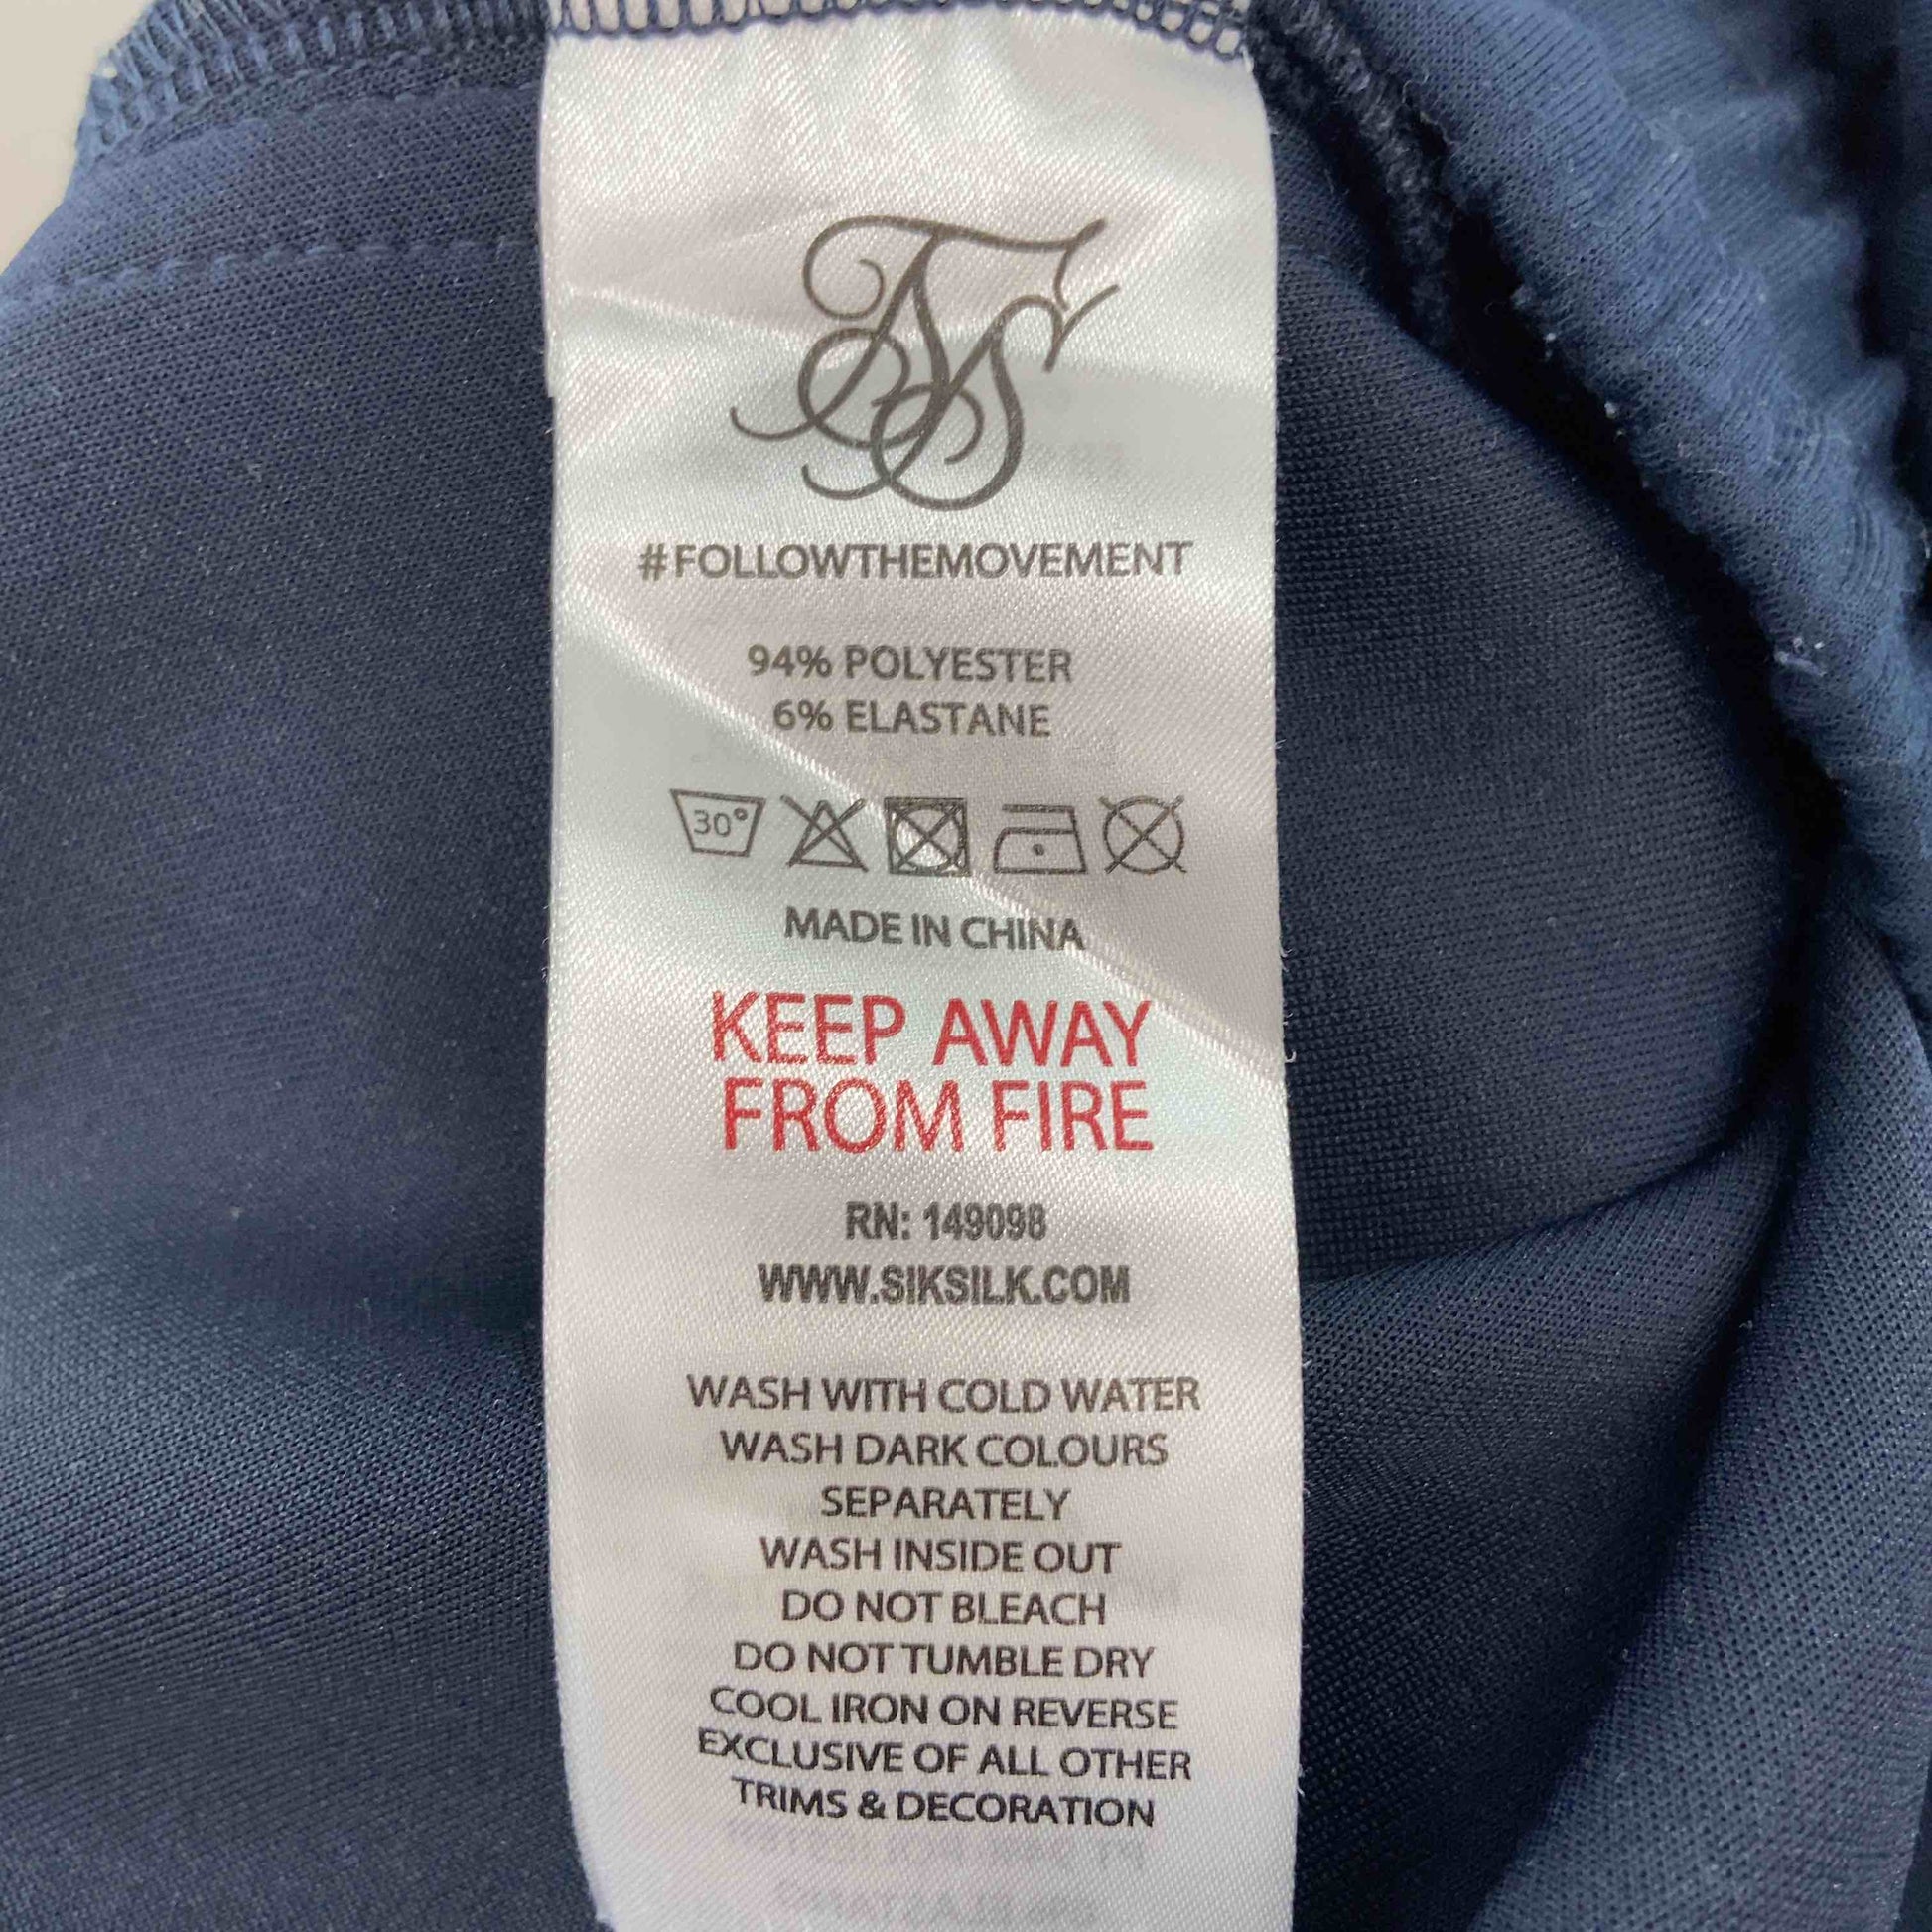 #FOLLOWTHEMOVEMENT
94% POLYESTER
6% ELASTANE
30°
MADE IN CHINA
KEEP AWAY
FROM FIRE
RN: 149098
WWW.SIKSILK.COM
WASH WITH COLD WATER
WASH DARK COLOURS
SEPARATELY
WASH INSIDE OUT
DO NOT BLEACH
DO NOT TUMBLE DRY
COOL IRON ON REVERSE
EXCLUSIVE OF ALL OTHER
TRIMS & DECORATION